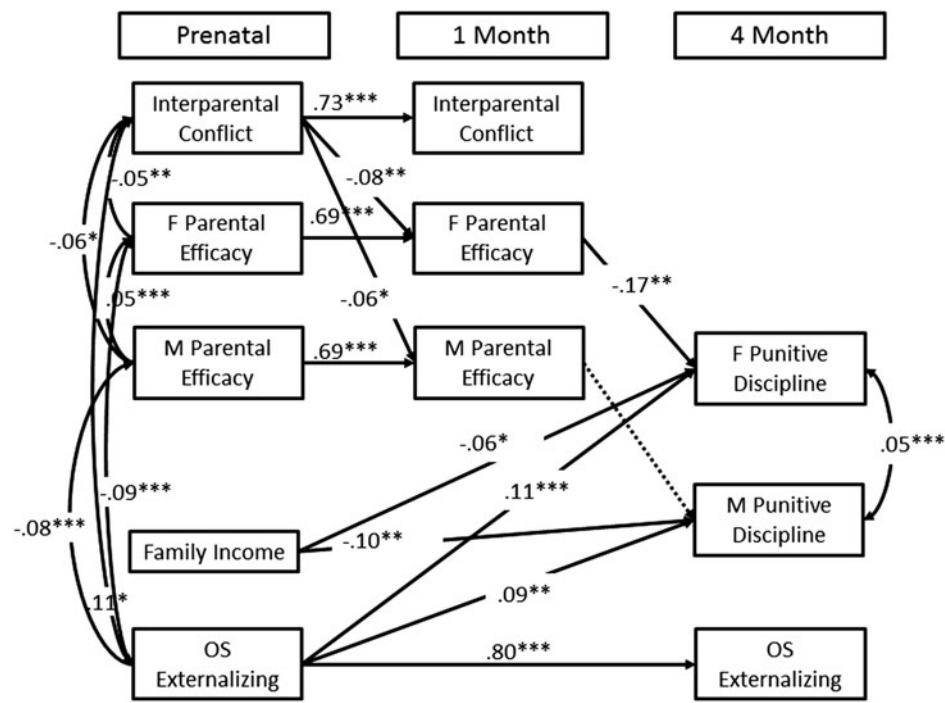 Prenatal
1 Month
4 Month
Interparental
Conflict
.73***
Interparental
Conflict
-.05**
-.08**
F Parental
Efficacy
.69***
F Parental
Efficacy
-.06*
-.17**
.05***
-.06*
M Parental
Efficacy
.69***
M Parental
Efficacy
F Punitive
Discipline
-.06*
.05***
.11***
-.09***
M Punitive
Discipline
-.08***
Family Income
-.10**
.09**
.11*
OS
Externalizing
.80***
OS
Externalizing